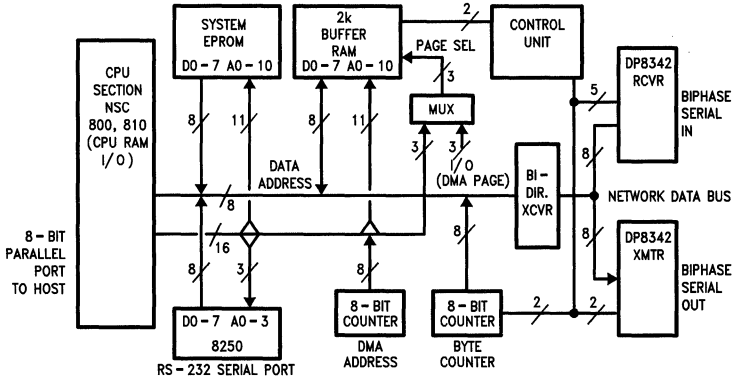 SYSTEM
EPROM
D0-7 A0-10
2k
BUFFER
RAM
D0-7 A0-10
2
CONTROL
UNIT
PAGE SEL
3
CPU
SECTION
NSC
800, 810
(CPU RAM
I/O)
MUX
DP8342
RCVR
5
BIPHASE
SERIAL
IN
8
11
8
11
3
3
I/O
(DMA PAGE)
8
DATA
ADDRESS
8
16
BI-
DIR.
XCVR
NETWORK DATA BUS
8-BIT
PARALLEL
PORT
TO HOST
8
3
8
8
8
DP8342
XMTR
BIPHASE
SERIAL
OUT
D0-7 A0-3
8250
RS-232 SERIAL PORT
8-BIT
COUNTER
DMA
ADDRESS
8-BIT
COUNTER
BYTE
COUNTER
2
2